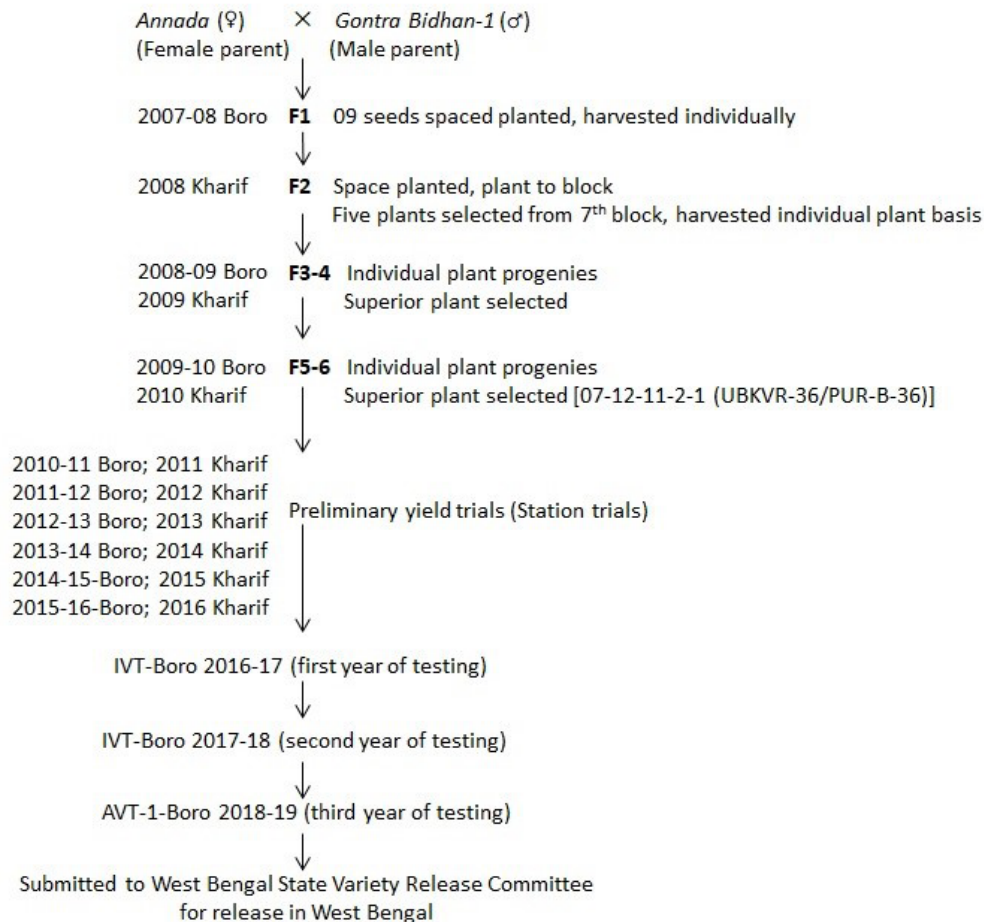 Annada (♀) × Gontra Bidhan-1 (♂)
(Female parent) (Male parent)
2007-08 Boro F1 09 seeds spaced planted, harvested individually
2008 Kharif F2 Space planted, plant to block
Five plants selected from 7th block, harvested individual plant basis
2008-09 Boro F3-4 Individual plant progenies
2009 Kharif Superior plant selected
2009-10 Boro F5-6 Individual plant progenies
2010 Kharif Superior plant selected [07-12-11-2-1 (UBKVR-36/PUR-B-36)]
2010-11 Boro; 2011 Kharif
2011-12 Boro; 2012 Kharif
2012-13 Boro; 2013 Kharif
2013-14 Boro; 2014 Kharif
2014-15-Boro; 2015 Kharif
2015-16-Boro; 2016 Kharif
Preliminary yield trials (Station trials)
IVT-Boro 2016-17 (first year of testing)
IVT-Boro 2017-18 (second year of testing)
AVT-1-Boro 2018-19 (third year of testing)
Submitted to West Bengal State Variety Release Committee
for release in West Bengal